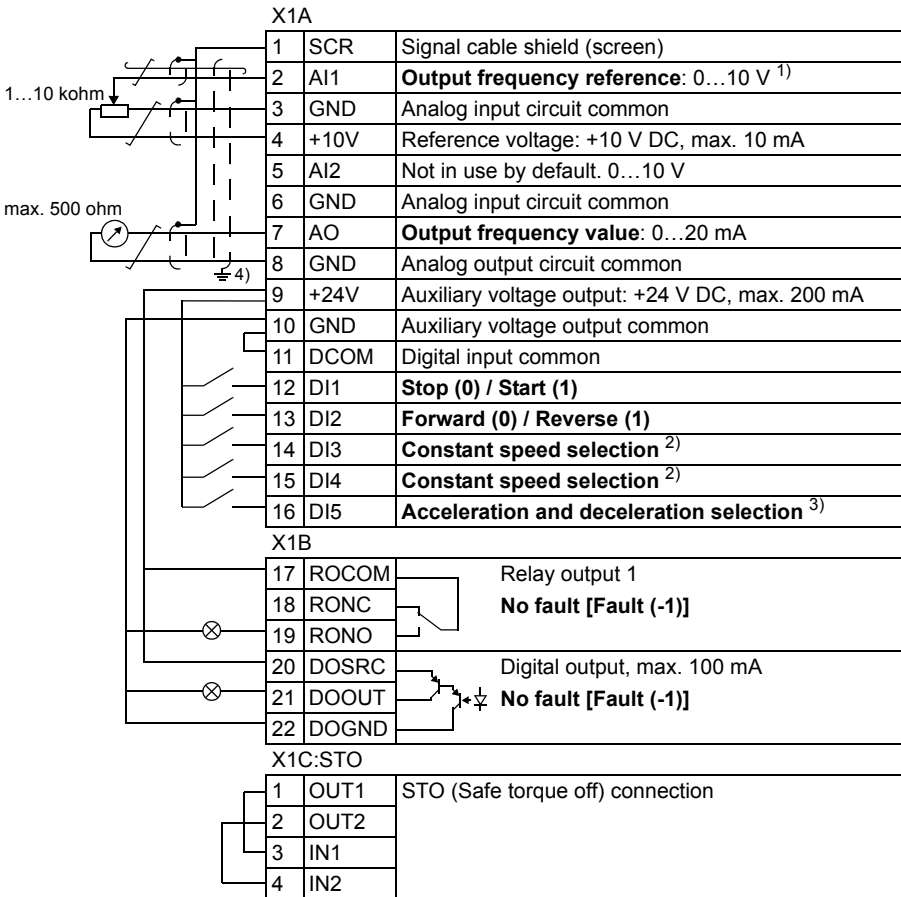 X1A
1 SCR Signal cable shield (screen)
2 AI1 Output frequency reference: 0…10 V 1)
1…10 kohm
3 GND Analog input circuit common
4 +10V Reference voltage: +10 V DC, max. 10 mA
5 AI2 Not in use by default. 0…10 V
6 GND Analog input circuit common
max. 500 ohm
7 AO Output frequency value: 0…20 mA
8 GND Analog output circuit common
4)
9 +24V Auxiliary voltage output: +24 V DC, max. 200 mA
10 GND Auxiliary voltage output common
11 DCOM Digital input common
12 DI1 Stop (0) / Start (1)
13 DI2 Forward (0) / Reverse (1)
14 DI3 Constant speed selection 2)
15 DI4 Constant speed selection 2)
16 DI5 Acceleration and deceleration selection 3)
X1B
17 ROCOM Relay output 1
18 RONC No fault [Fault (-1)]
19 RONO
20 DOSRC Digital output, max. 100 mA
21 DOOUT No fault [Fault (-1)]
22 DOGND
X1C:STO
1 OUT1 STO (Safe torque off) connection
2 OUT2
3 IN1
4 IN2